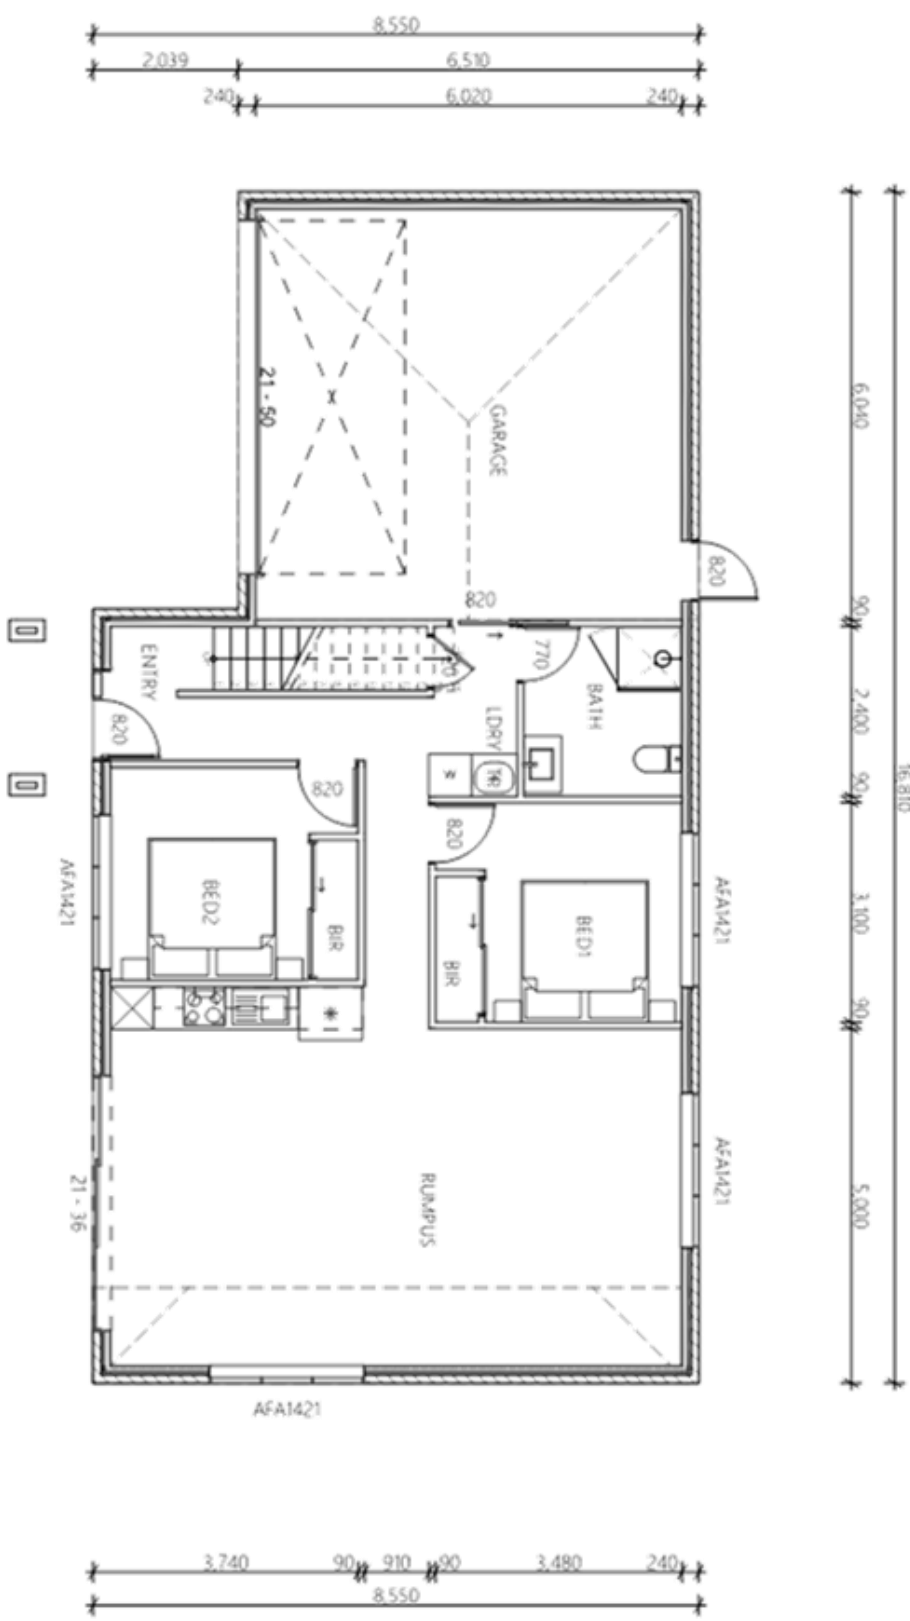 8,550
2,039
6,510
240
6,020
240
21 - 50
GARAGE
6,040
820
820
90
ENTRY
770
BATH
2,400
820
LDRY
W
TR
90
16,810
820
820
AFA1421
BED2
BIR
BIR
BED1
AFA1421
3,100
90
RUMPUS
AFA1421
21 - 36
5,000
AFA1421
3,740
90
910
90
3,480
240
8,550